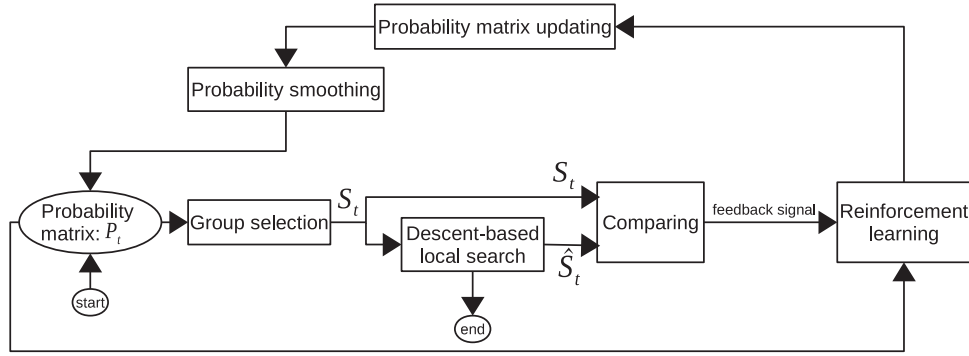 Probability matrix updating
Probability smoothing
Probability
matrix: P_t
start
Group selection
S_t
S_t
Descent-based
local search
Ŝ_t
end
Comparing
feedback signal
Reinforcement
learning